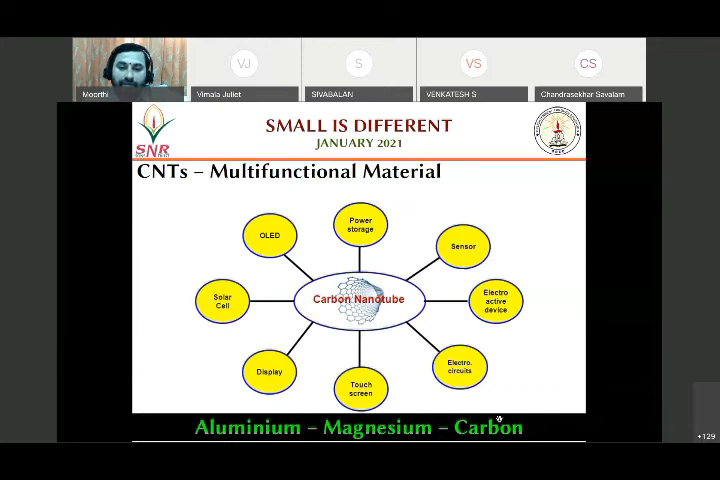 VJ
S
VS
CS
Moorthi
Vimala Juliet
SIVABALAN
VENKATESH S
Chandrasekhar Savalam
SNR
SMALL IS DIFFERENT
JANUARY 2021
CNTs – Multifunctional Material
Power
storage
OLED
Sensor
Solar
Cell
Carbon Nanotube
Electro
active
device
Display
Touch
screen
Electro.
circuits
Aluminium – Magnesium – Carbon
+129